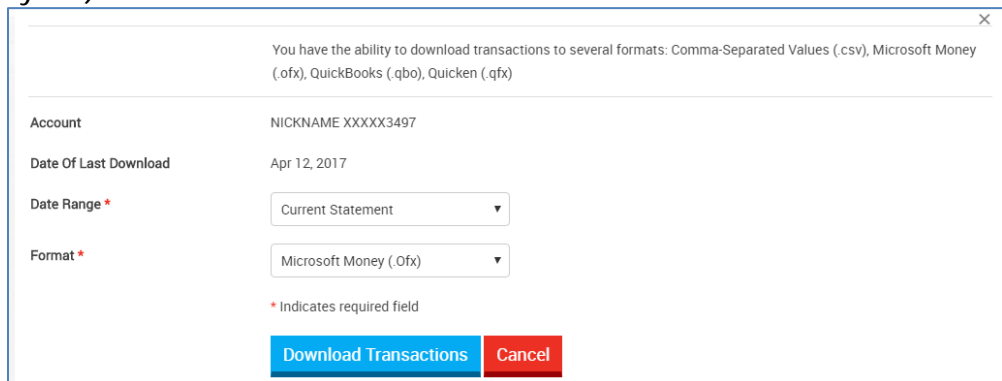 You have the ability to download transactions to several formats: Comma-Separated Values (.csv), Microsoft Money
(.ofx), QuickBooks (.qbo), Quicken (.qfx)
Account NICKNAME XXXXX3497
Date Of Last Download Apr 12, 2017
Date Range * Current Statement
Format * Microsoft Money (.Ofx)
* Indicates required field
Download Transactions Cancel